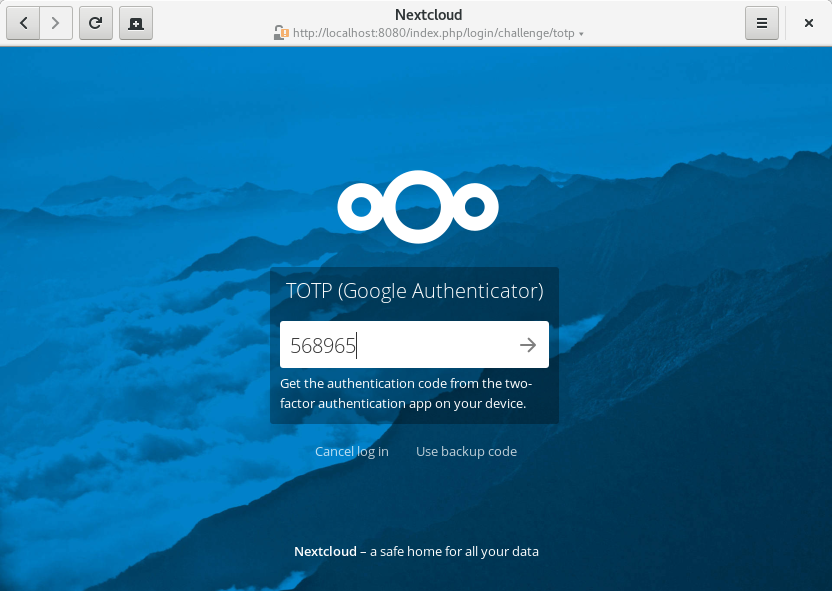 Nextcloud
http://localhost:8080/index.php/login/challenge/totp
TOTP (Google Authenticator)
568965
Get the authentication code from the two-
factor authentication app on your device.
Cancel log in Use backup code
Nextcloud – a safe home for all your data